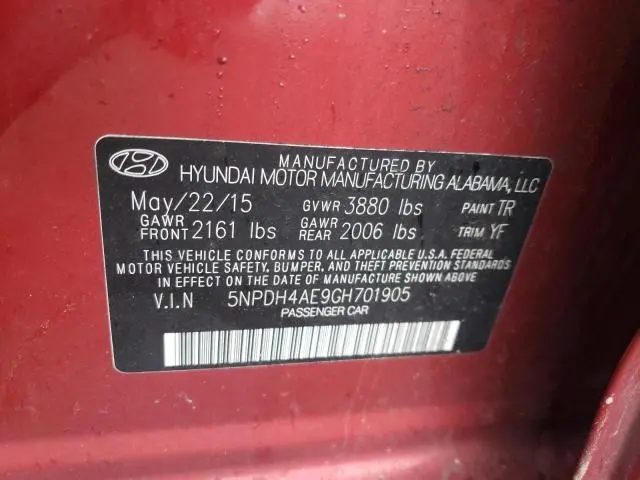 MANUFACTURED BY
HYUNDAI MOTOR MANUFACTURING ALABAMA, LLC
May/22/15 GVWR 3880 lbs PAINT TR
GAWR FRONT 2161 lbs GAWR REAR 2006 lbs TRIM YF
THIS VEHICLE CONFORMS TO ALL APPLICABLE U.S.A. FEDERAL
MOTOR VEHICLE SAFETY, BUMPER, AND THEFT PREVENTION STANDARDS
IN EFFECT ON THE DATE OF MANUFACTURE SHOWN ABOVE
V.I.N 5NPDH4AE9GH701905
PASSENGER CAR